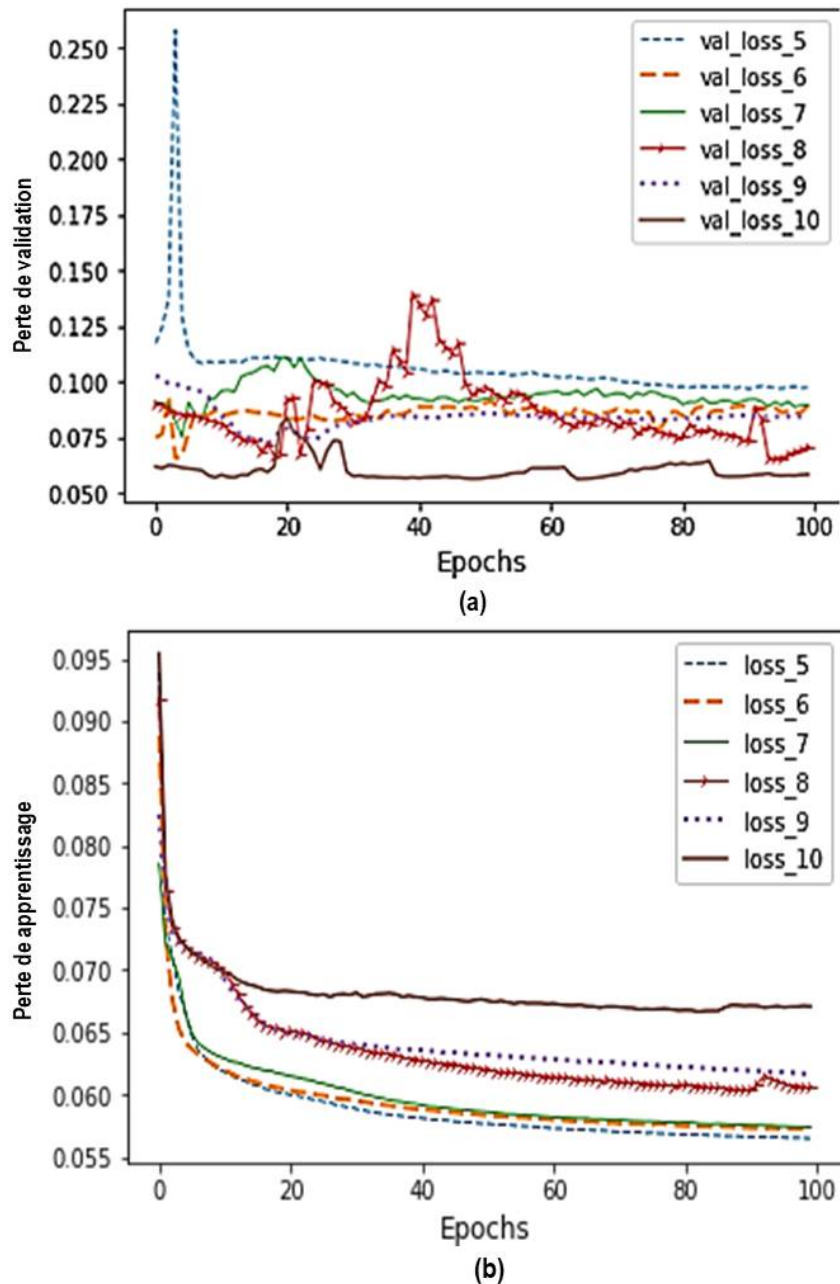 0.250
0.225
0.200
0.175
0.150
0.125
0.100
0.075
0.050
Perte de validation
val_loss_5
val_loss_6
val_loss_7
val_loss_8
val_loss_9
val_loss_10
0 20 40 60 80 100
Epochs
(a)
0.095
0.090
0.085
0.080
0.075
0.070
0.065
0.060
0.055
Perte de apprentissage
loss_5
loss_6
loss_7
loss_8
loss_9
loss_10
0 20 40 60 80 100
Epochs
(b)